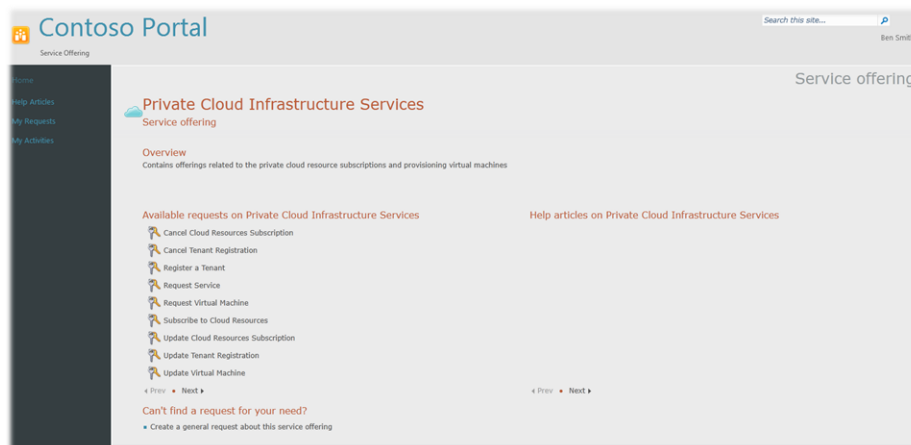 Contoso Portal
Search this site...
Ben Smith
Service Offering
Service offering
Home
Help Articles
My Requests
My Activities
Private Cloud Infrastructure Services
Service offering
Overview
Contains offerings related to the private cloud resource subscriptions and provisioning virtual machines
Available requests on Private Cloud Infrastructure Services
Cancel Cloud Resources Subscription
Cancel Tenant Registration
Register a Tenant
Request Service
Request Virtual Machine
Subscribe to Cloud Resources
Update Cloud Resources Subscription
Update Tenant Registration
Update Virtual Machine
Prev • Next
Help articles on Private Cloud Infrastructure Services
Prev • Next
Can't find a request for your need?
Create a general request about this service offering